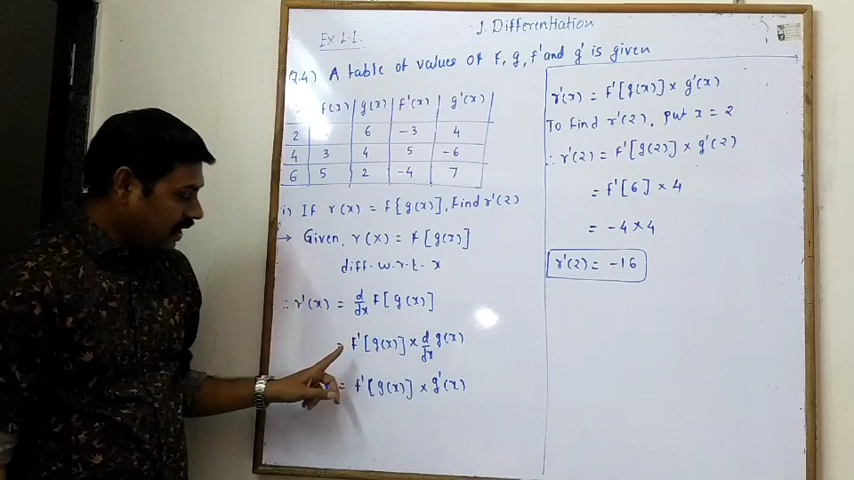 Ex 1.1
1. Differentiation
Q.4) A table of values of f, g, f' and g' is given
f(x) g(x) f'(x) g'(x)
2 6 -3 4
4 3 4 5 -6
6 5 2 -4 7
i) If r(x) = f[g(x)], find r'(2)
→ Given, r(x) = f[g(x)]
diff. w.r.t. x
∴ r'(x) = d/dx f[g(x)]
= f'[g(x)] × d/dx g(x)
= f'[g(x)] × g'(x)
r'(x) = f'[g(x)] × g'(x)
To find r'(2), put x = 2
∴ r'(2) = f'[g(2)] × g'(2)
= f'[6] × 4
= -4 × 4
r'(2) = -16